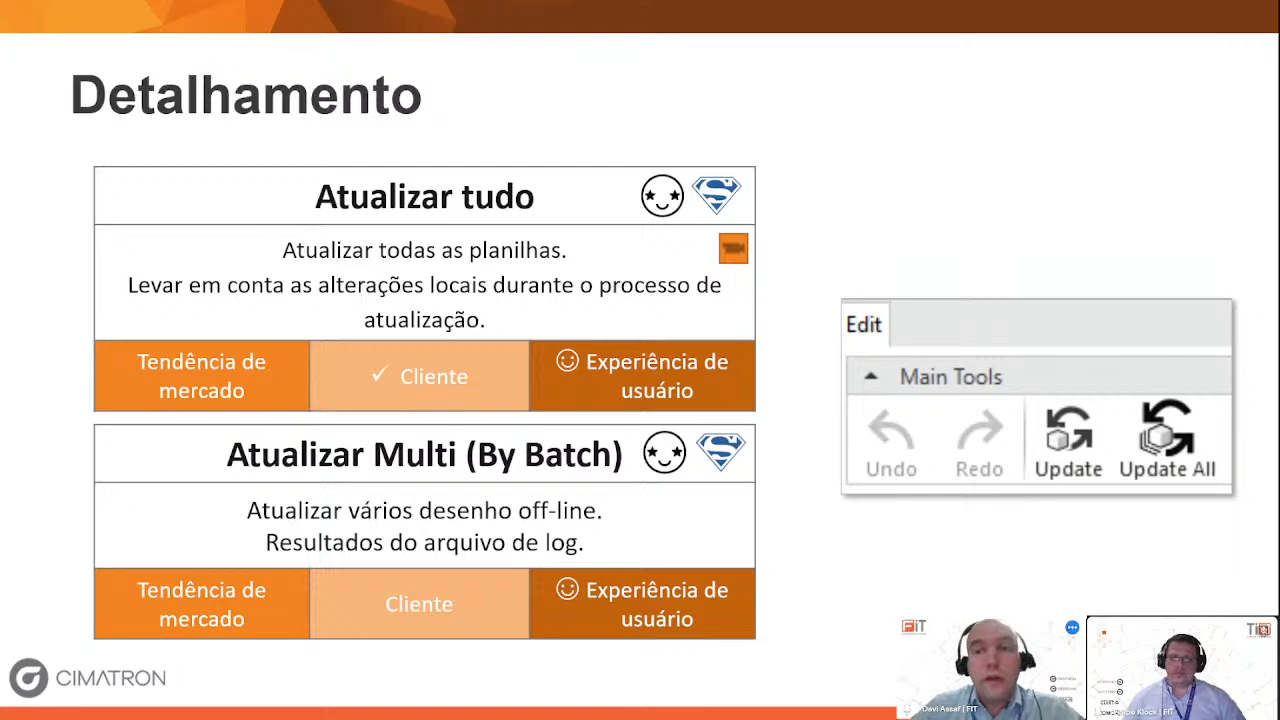 Detalhamento
Atualizar tudo
Atualizar todas as planilhas.
Levar em conta as alterações locais durante o processo de
atualização.
Tendência de
mercado
✓ Cliente
Experiência de
usuário
Atualizar Multi (By Batch)
Atualizar vários desenho off-line.
Resultados do arquivo de log.
Tendência de
mercado
Cliente
Experiência de
usuário
Edit
Main Tools
Undo
Redo
Update
Update All
CIMATRON
FiT
Davi Assaf | FIT
Klock | FIT